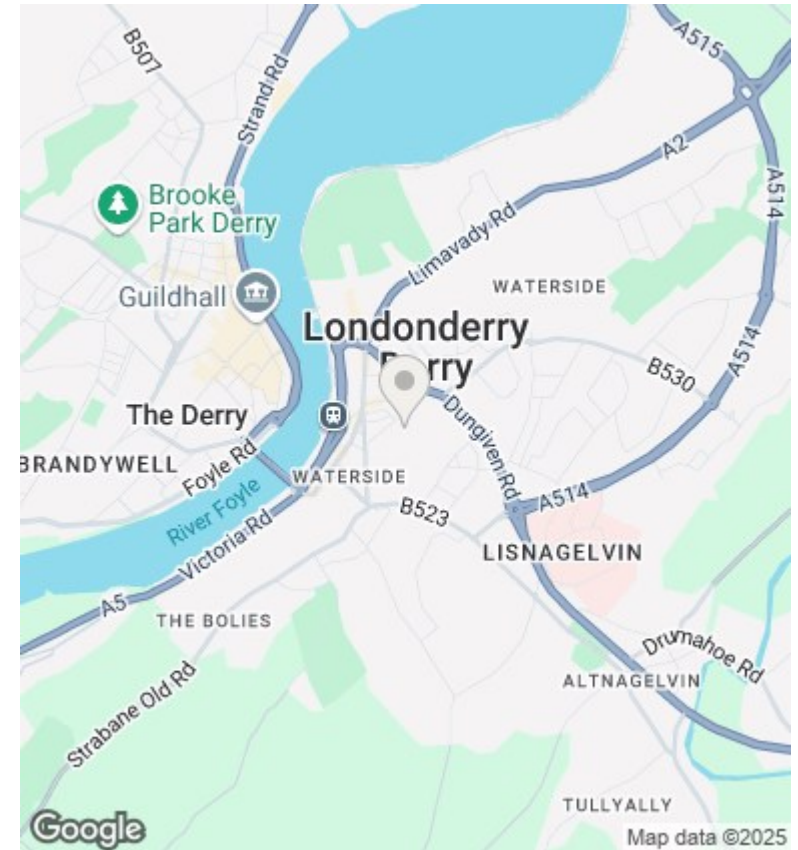 B507
Strand Rd
A515
A2
A514
Brooke
Park Derry
Limavady Rd
WATERSIDE
Guildhall
Londonderry
Derry
A514
B530
The Derry
Dungiven Rd
BRANDYWELL
Foyle Rd
WATERSIDE
A514
River Foyle
B523
Victoria Rd
LISNAGELVIN
A5
THE BOLIES
Drumahoe Rd
Strabane Old Rd
ALTNAGELVIN
TULLYALLY
Google
Map data ©2025